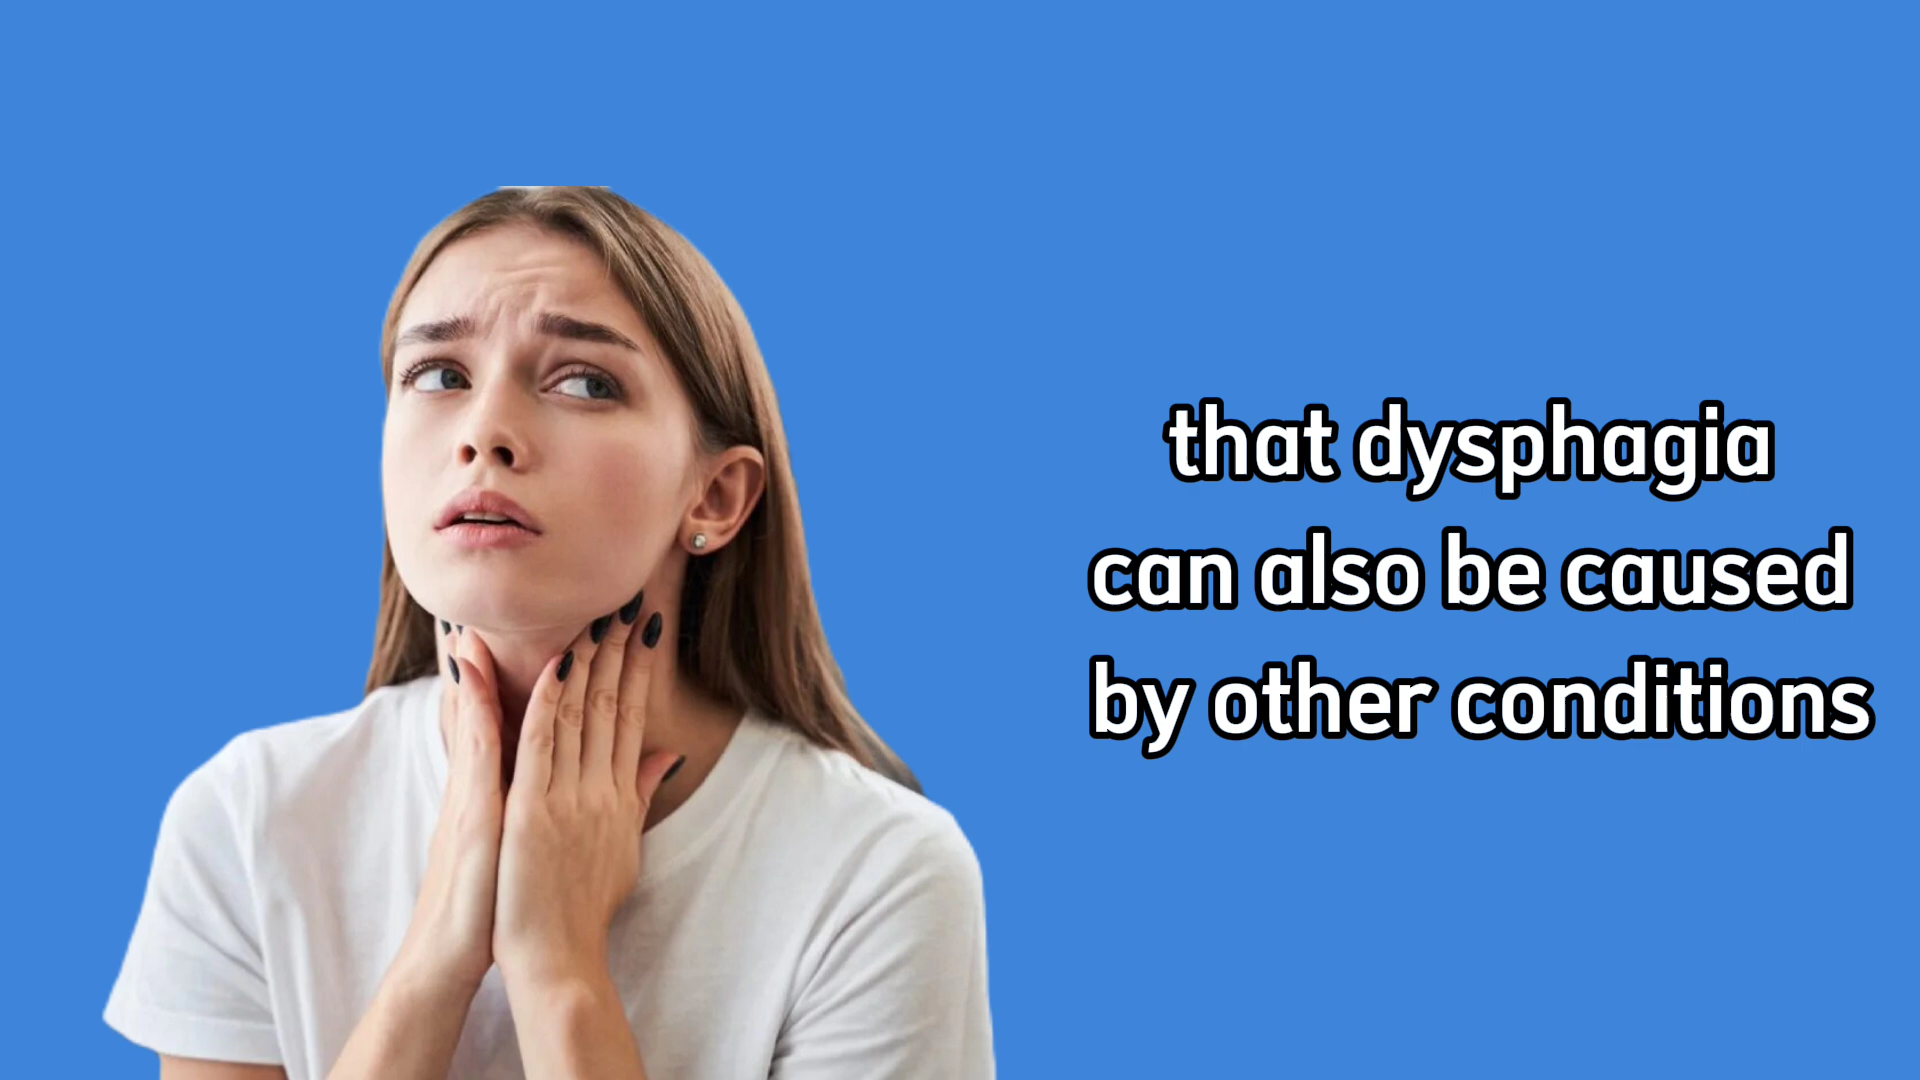 that dysphagia
can also be caused
by other conditions